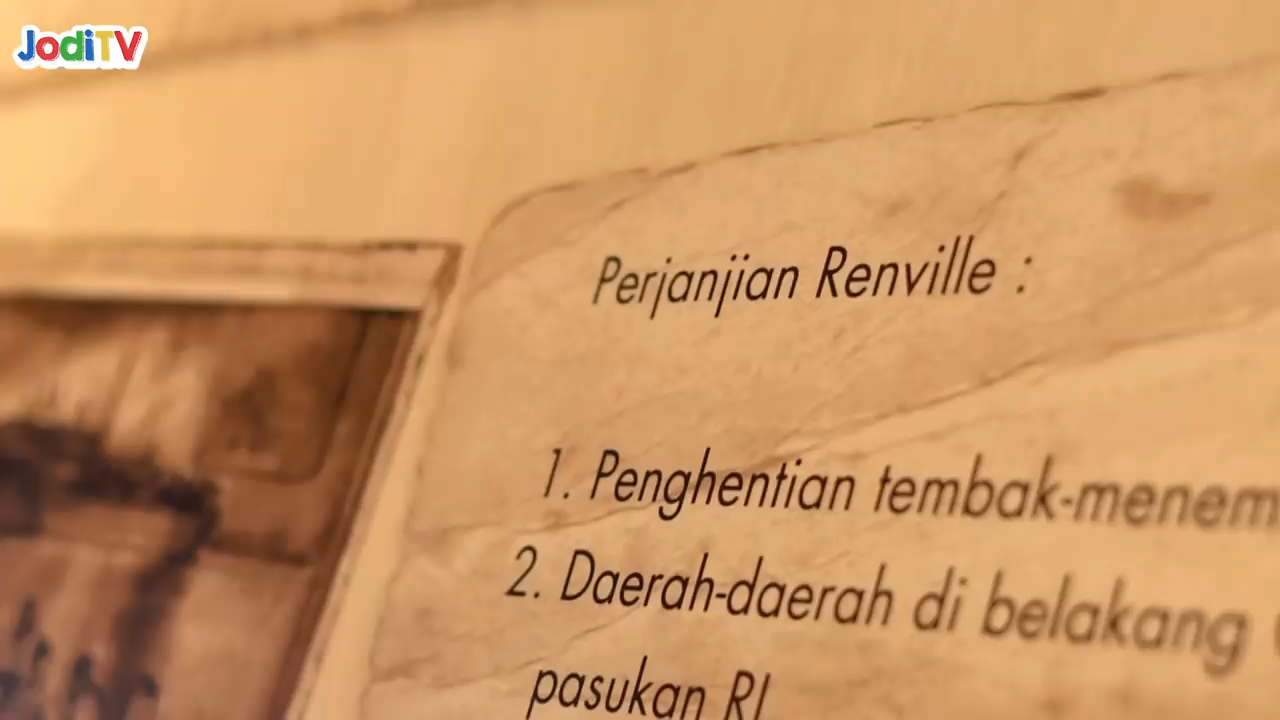 JodiTV
Perjanjian Renville :
1. Penghentian tembak-menem
2. Daerah-daerah di belakang
pasukan RI